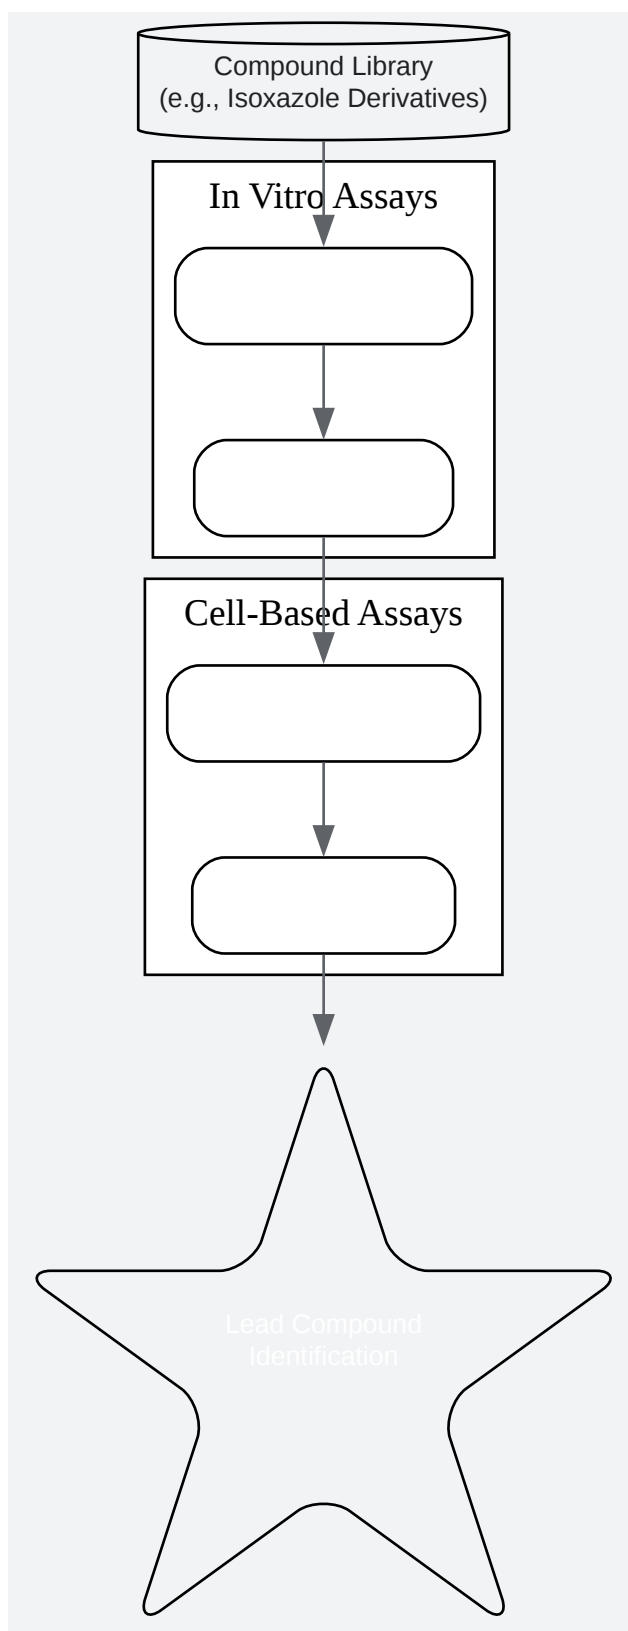 Compound Library
(e.g., Isoxazole Derivatives)
In Vitro Assays
Cell-Based Assays
Lead Compound
Identification